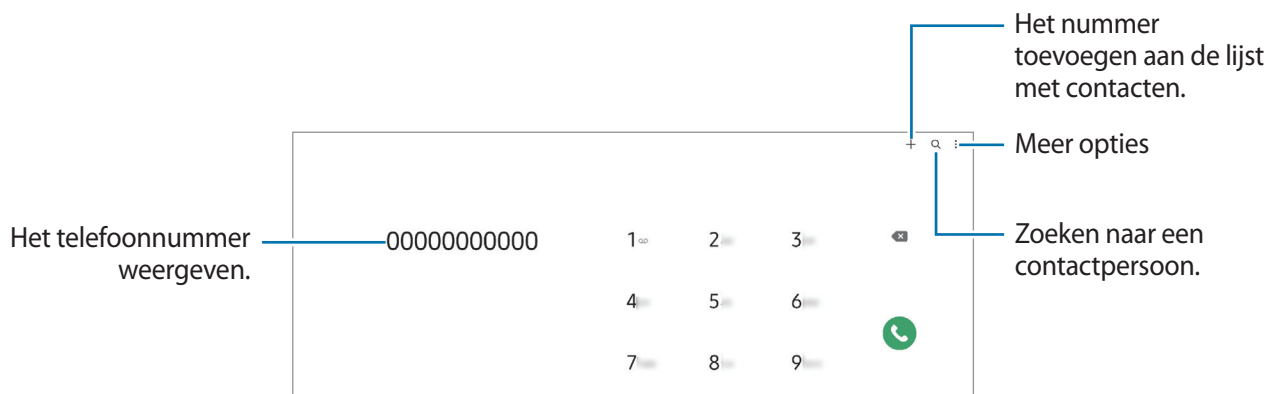 Het nummer
toevoegen aan de lijst
met contacten.
Meer opties
Het telefoonnummer
weergeven.
00000000000
1 2 3
Zoeken naar een
contactpersoon.
4 5 6
7 8 9